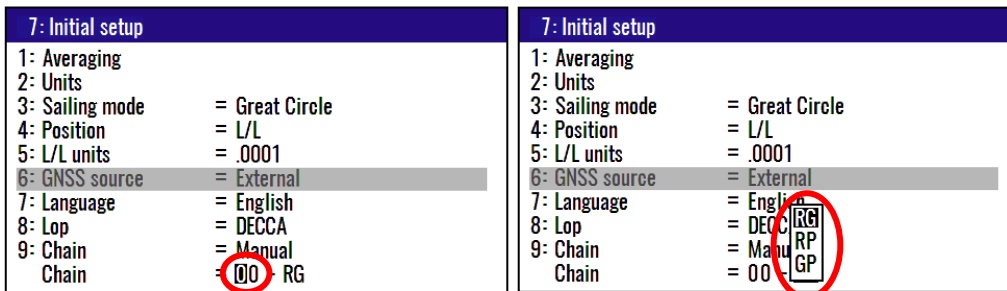 7: Initial setup
1: Averaging
2: Units
3: Sailing mode = Great Circle
4: Position = L/L
5: L/L units = .0001
6: GNSS source = External
7: Language = English
8: Lop = DECCA
9: Chain = Manual
Chain = 00 - RG
7: Initial setup
1: Averaging
2: Units
3: Sailing mode = Great Circle
4: Position = L/L
5: L/L units = .0001
6: GNSS source = External
7: Language = English
8: Lop = DECC
9: Chain = Manu
Chain = 00 -
RG
RP
GP